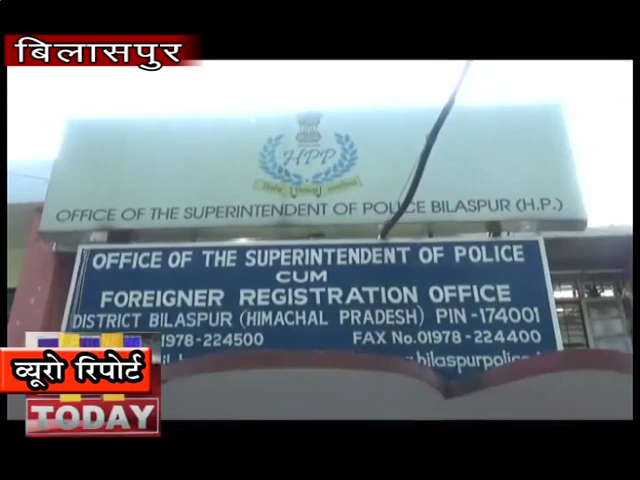 बिलासपुर
HPP
OFFICE OF THE SUPERINTENDENT OF POLICE BILASPUR (H.P.)
OFFICE OF THE SUPERINTENDENT OF POLICE
CUM
FOREIGNER REGISTRATION OFFICE
DISTRICT BILASPUR (HIMACHAL PRADESH) PIN -174001
1978-224500 FAX No. 01978 -224400
bilaspurpolice
ब्यूरो रिपोर्ट
TODAY